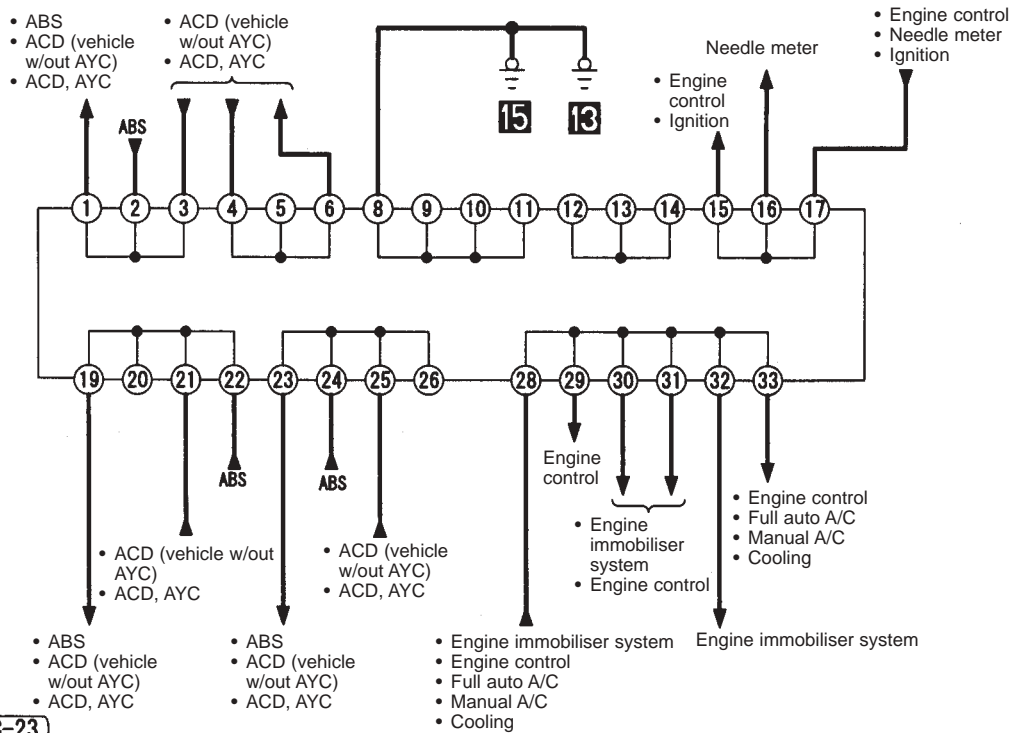 • ABS
• ACD (vehicle
w/out AYC)
• ACD, AYC
• ACD (vehicle
w/out AYC)
• ACD, AYC
ABS
15
13
• Engine
control
• Ignition
Needle meter
• Engine control
• Needle meter
• Ignition
1 2 3 4 5 6 8 9 10 11 12 13 14 15 16 17
19 20 21 22 23 24 25 26 28 29 30 31 32 33
ABS
ABS
Engine
control
• ACD (vehicle w/out
AYC)
• ACD, AYC
• ACD (vehicle
w/out AYC)
• ACD, AYC
• Engine
immobiliser
system
• Engine control
• Engine control
• Full auto A/C
• Manual A/C
• Cooling
• ABS
• ACD (vehicle
w/out AYC)
• ACD, AYC
• ABS
• ACD (vehicle
w/out AYC)
• ACD, AYC
• Engine immobiliser system
• Engine control
• Full auto A/C
• Manual A/C
• Cooling
Engine immobiliser system